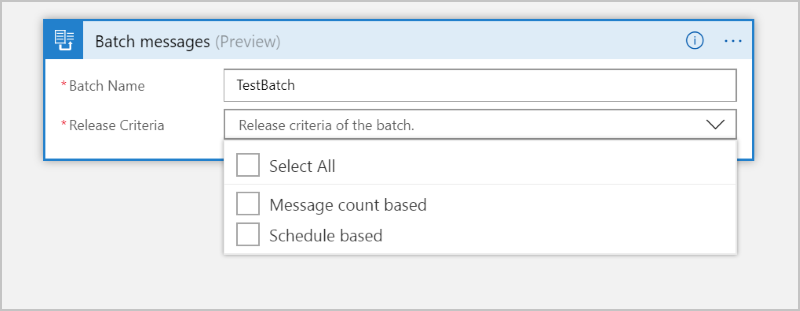 Batch messages (Preview)
* Batch Name TestBatch
* Release Criteria Release criteria of the batch.
Select All
Message count based
Schedule based